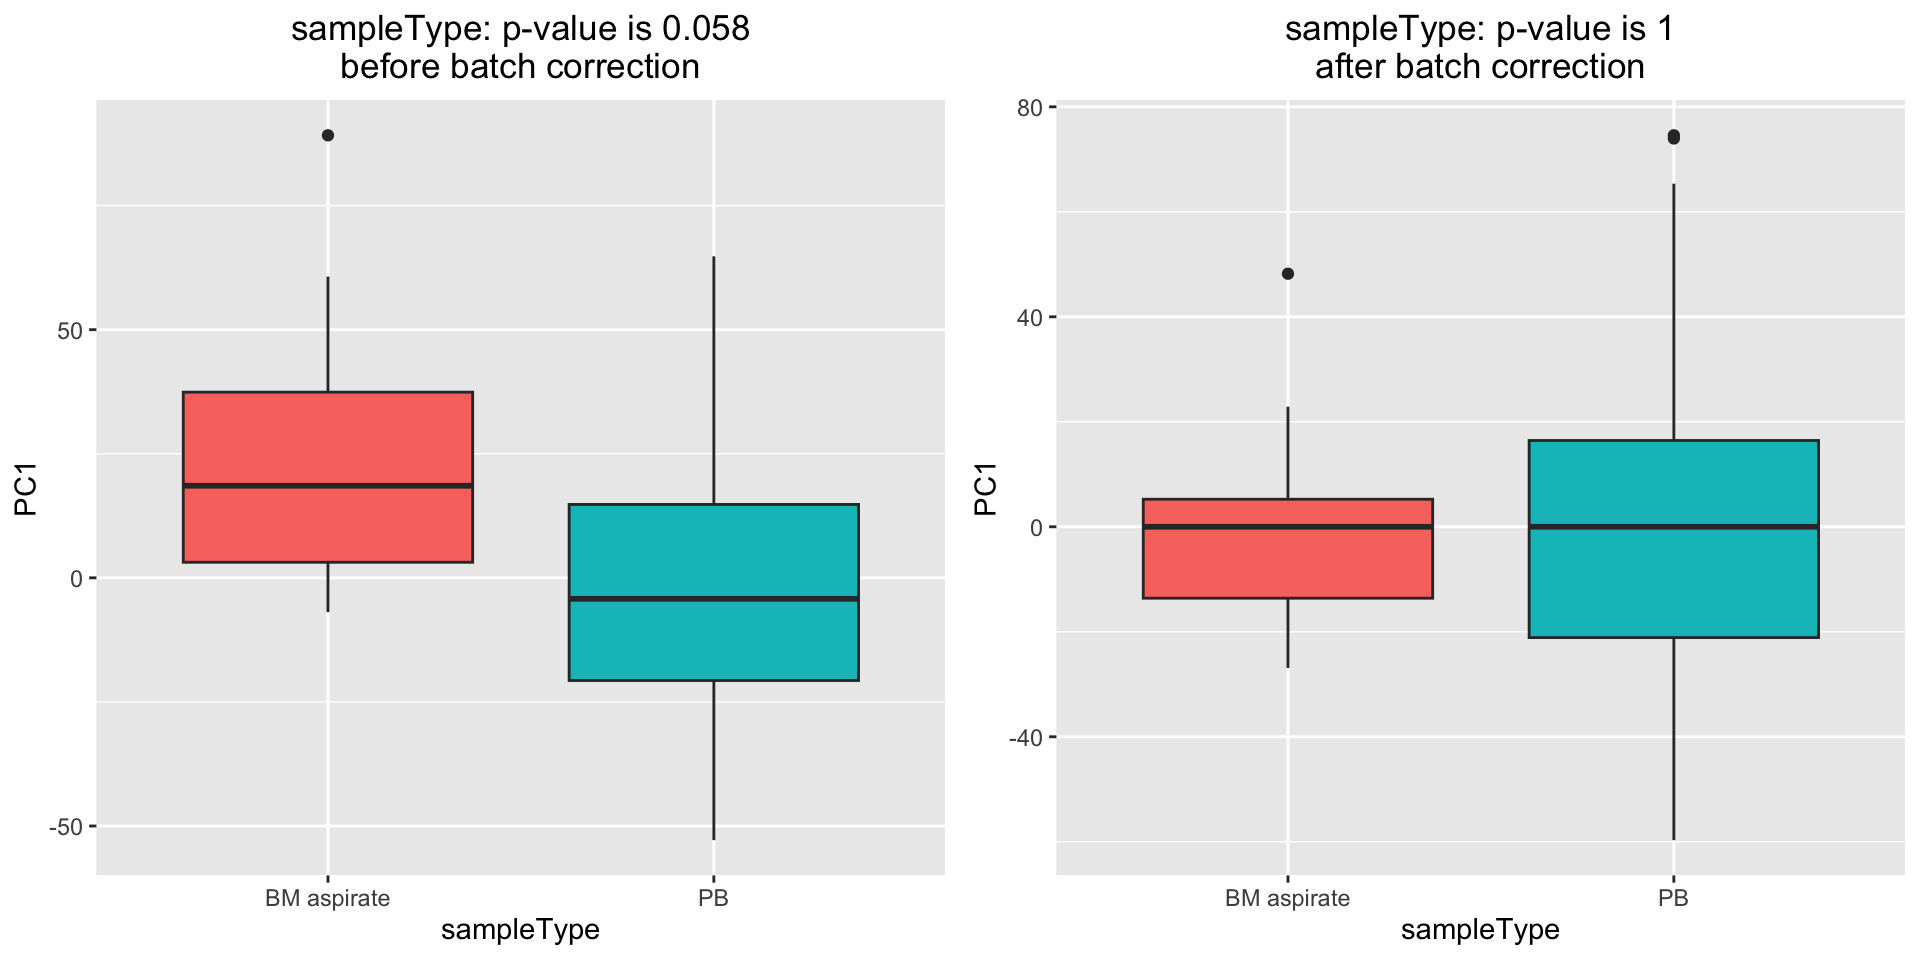 sampleType: p-value is 0.058
before batch correction
PC1
50
0
-50
BM aspirate
PB
sampleType
sampleType: p-value is 1
after batch correction
PC1
80
40
0
-40
BM aspirate
PB
sampleType